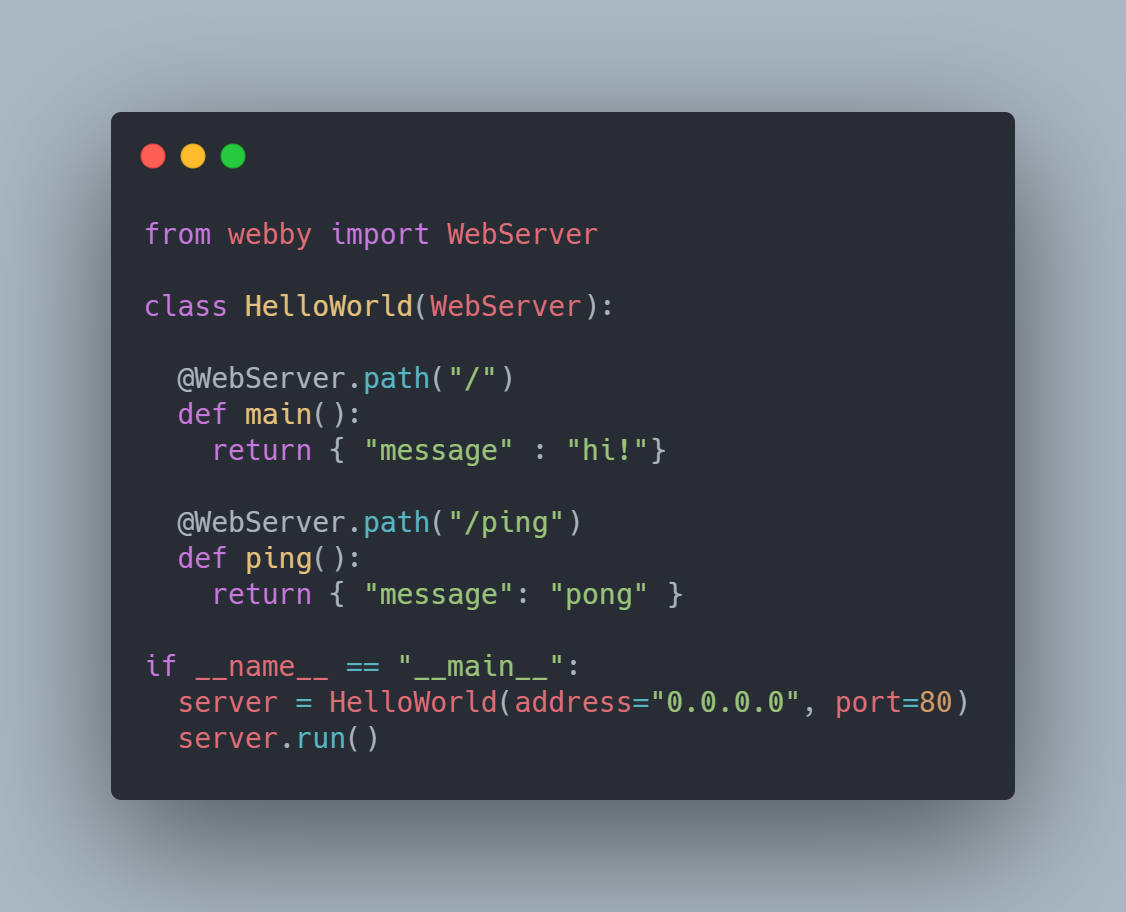 from webby import WebServer
class HelloWorld(WebServer):
@WebServer.path("/")
def main():
return { "message" : "hi!"}
@WebServer.path("/ping")
def ping():
return { "message": "pong" }
if __name__ == "__main__":
server = HelloWorld(address="0.0.0.0", port=80)
server.run()